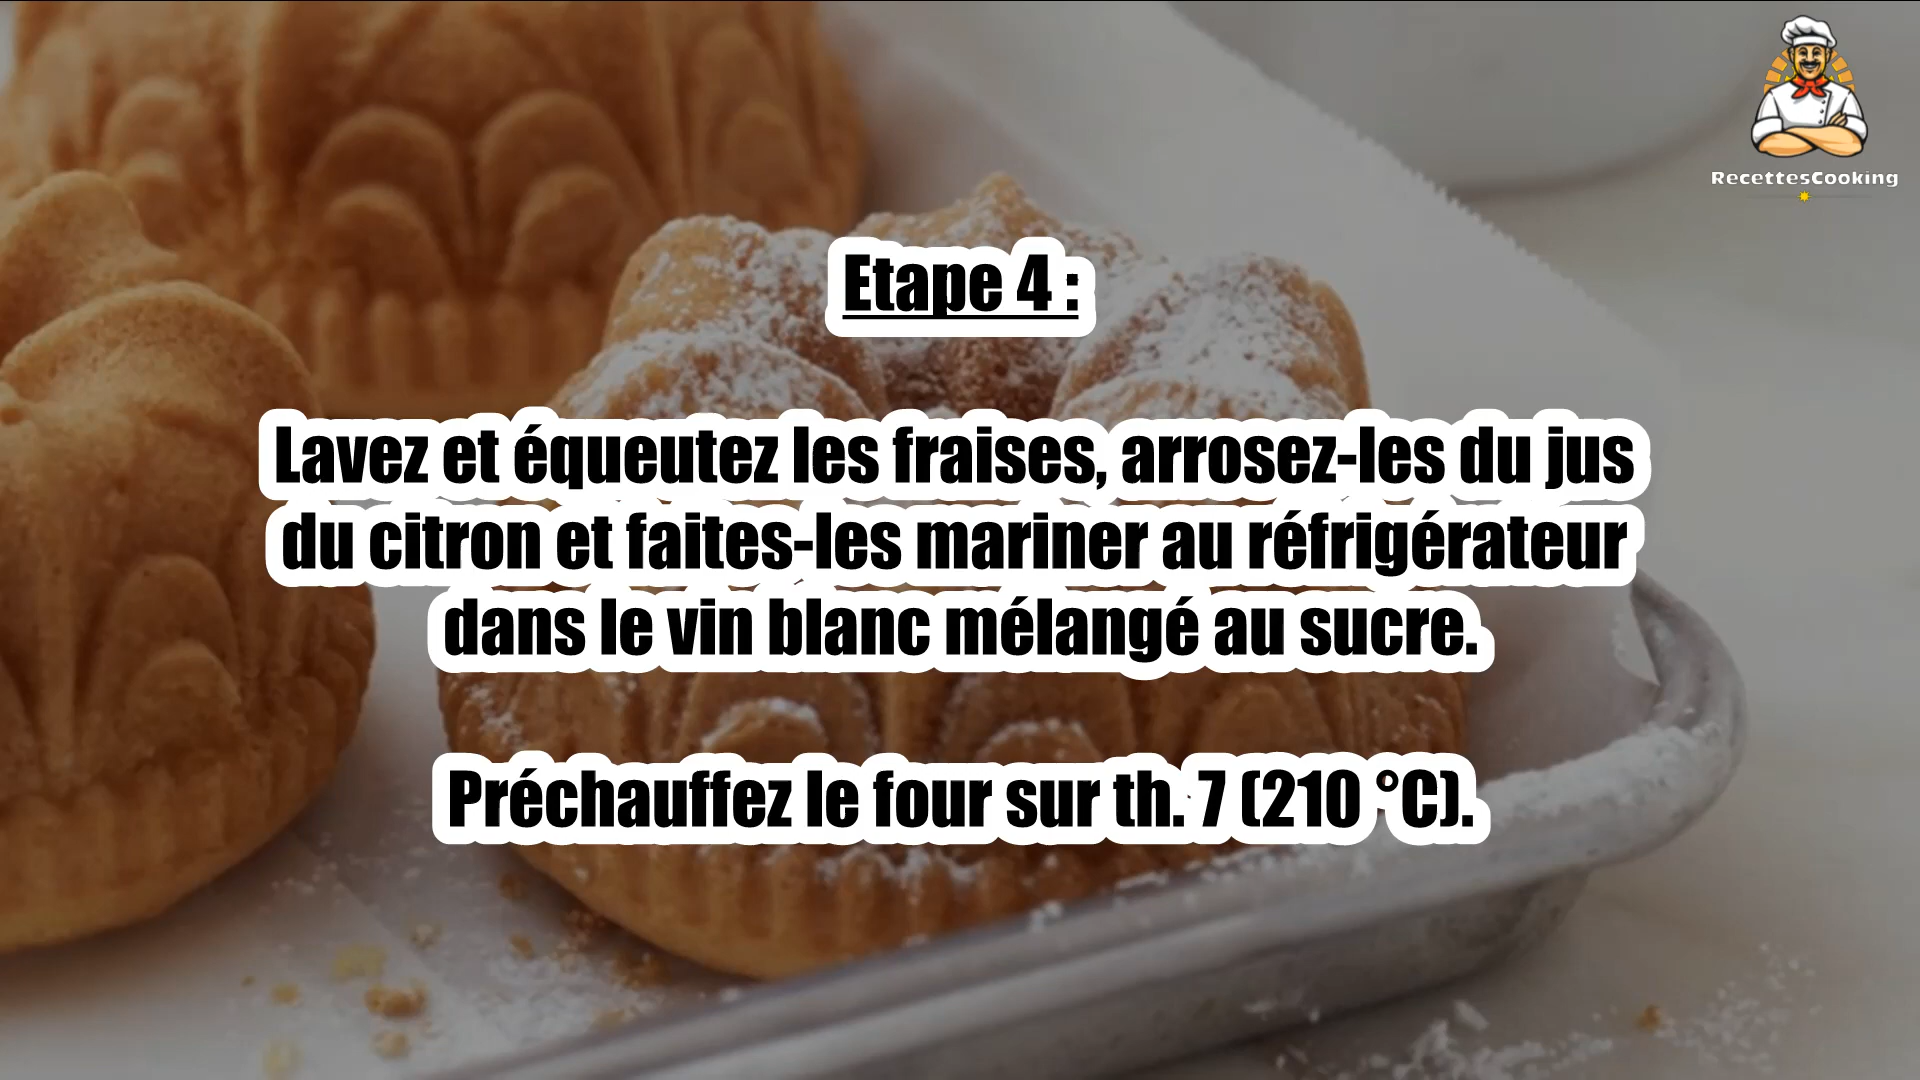 RecettesCooking
Etape 4 :
Lavez et équeutez les fraises, arrosez-les du jus
du citron et faites-les mariner au réfrigérateur
dans le vin blanc mélangé au sucre.
Préchauffez le four sur th. 7 (210 °C).